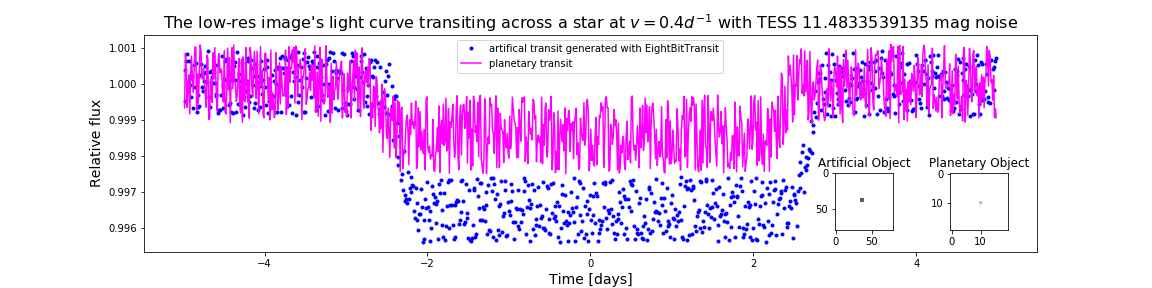 The low-res image's light curve transiting across a star at v = 0.4d⁻¹ with TESS 11.4833539135 mag noise
artifical transit generated with EightBitTransit
planetary transit
Relative flux
1.001
1.000
0.999
0.998
0.997
0.996
Artificial Object
0
50
0
50
Planetary Object
0
10
0
10
−4
−2
0
2
4
Time [days]